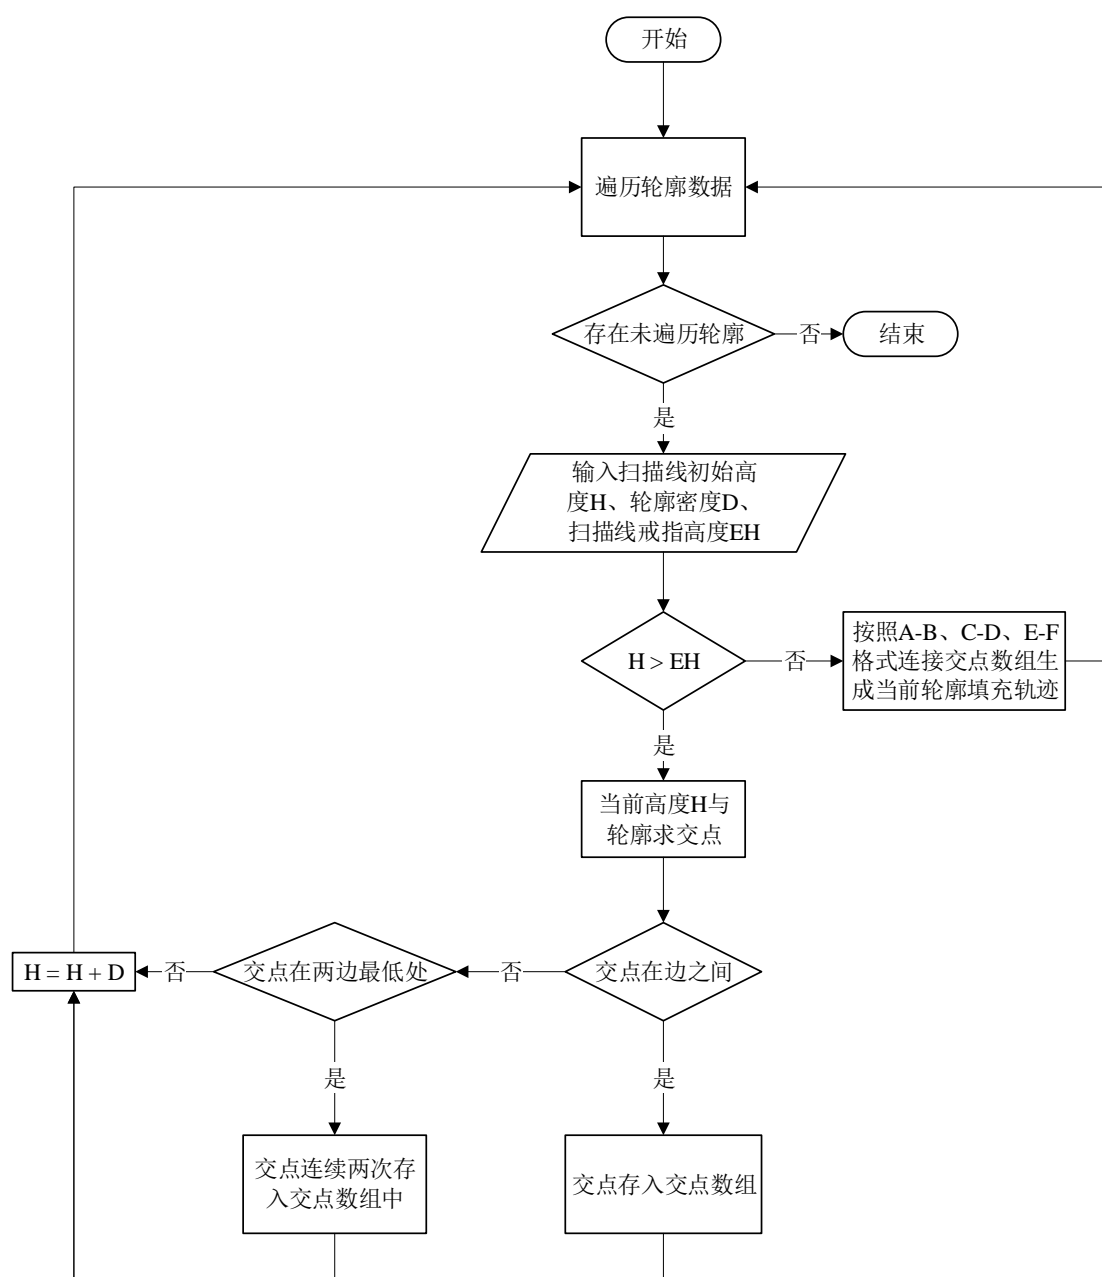 开始
遍历轮廓数据
存在未遍历轮廓
否
结束
是
输入扫描线初始高
度H、轮廓密度D、
扫描线戒指高度EH
H > EH
否
按照A-B、C-D、E-F
格式连接交点数组生
成当前轮廓填充轨迹
是
当前高度H与
轮廓求交点
H = H + D
否
交点在两边最低处
否
交点在边之间
是
是
交点连续两次存
入交点数组中
交点存入交点数组